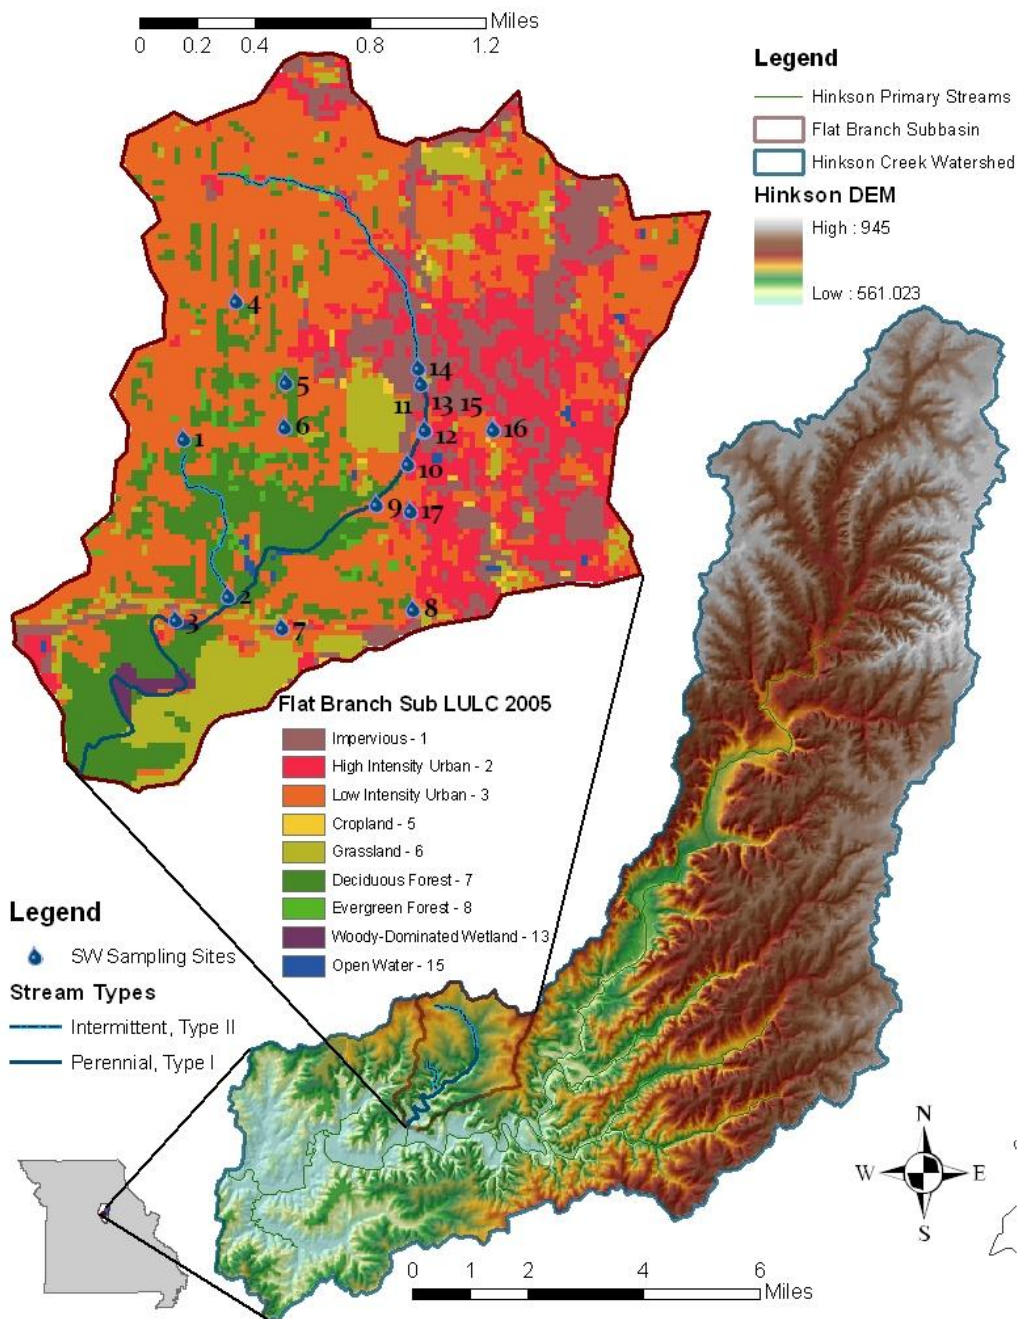 Miles
0 0.2 0.4 0.8 1.2
Legend
Hinkson Primary Streams
Flat Branch Subbasin
Hinkson Creek Watershed
Hinkson DEM
High : 945
Low : 561.023
4
14
5
11 13 15
6
1
12
16
10
9
17
2
8
3
7
Flat Branch Sub LULC 2005
Impervious - 1
High Intensity Urban - 2
Low Intensity Urban - 3
Cropland - 5
Grassland - 6
Deciduous Forest - 7
Evergreen Forest - 8
Woody-Dominated Wetland - 13
Open Water - 15
Legend
SW Sampling Sites
Stream Types
Intermittent, Type II
Perennial, Type I
N
W E
S
0 1 2 4 6
Miles